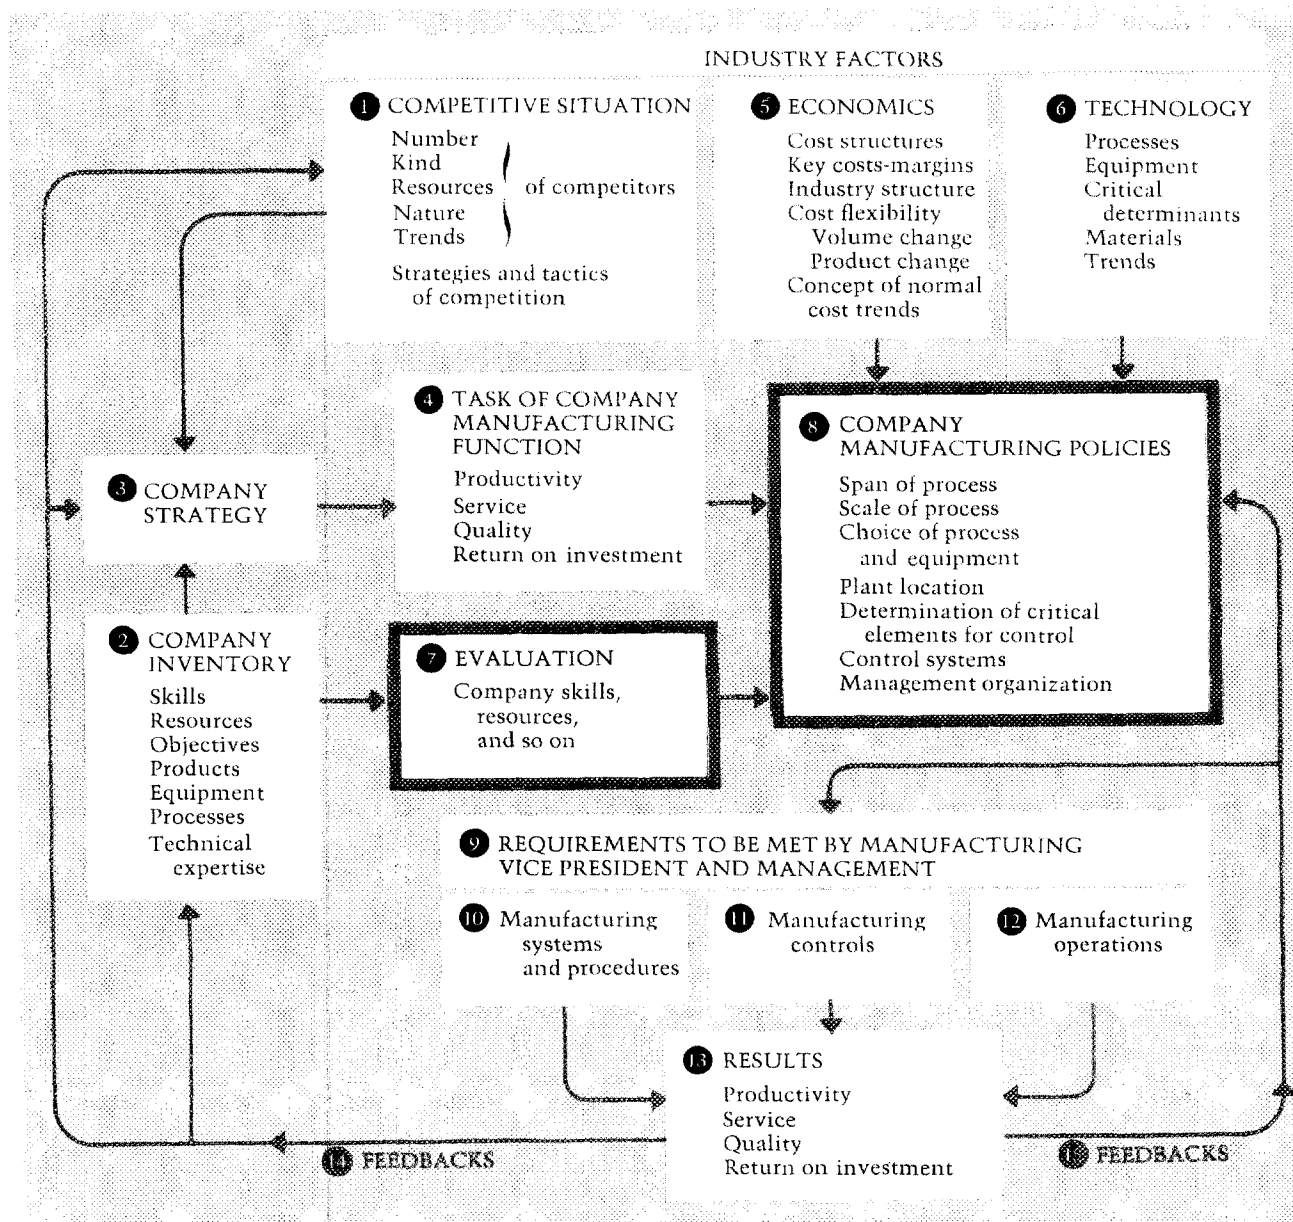 INDUSTRY FACTORS
1 COMPETITIVE SITUATION
Number
Kind
Resources
of competitors
Nature
Trends
Strategies and tactics
of competition
5 ECONOMICS
Cost structures
Key costs-margins
Industry structure
Cost flexibility
Volume change
Product change
Concept of normal
cost trends
6 TECHNOLOGY
Processes
Equipment
Critical
determinants
Materials
Trends
3 COMPANY
STRATEGY
4 TASK OF COMPANY
MANUFACTURING
FUNCTION
Productivity
Service
Quality
Return on investment
8 COMPANY
MANUFACTURING POLICIES
Span of process
Scale of process
Choice of process
and equipment
Plant location
Determination of critical
elements for control
Control systems
Management organization
2 COMPANY
INVENTORY
Skills
Resources
Objectives
Products
Equipment
Processes
Technical
expertise
7 EVALUATION
Company skills,
resources,
and so on
9 REQUIREMENTS TO BE MET BY MANUFACTURING
VICE PRESIDENT AND MANAGEMENT
10 Manufacturing
systems
and procedures
11 Manufacturing
controls
12 Manufacturing
operations
13 RESULTS
Productivity
Service
Quality
Return on investment
14 FEEDBACKS
FEEDBACKS